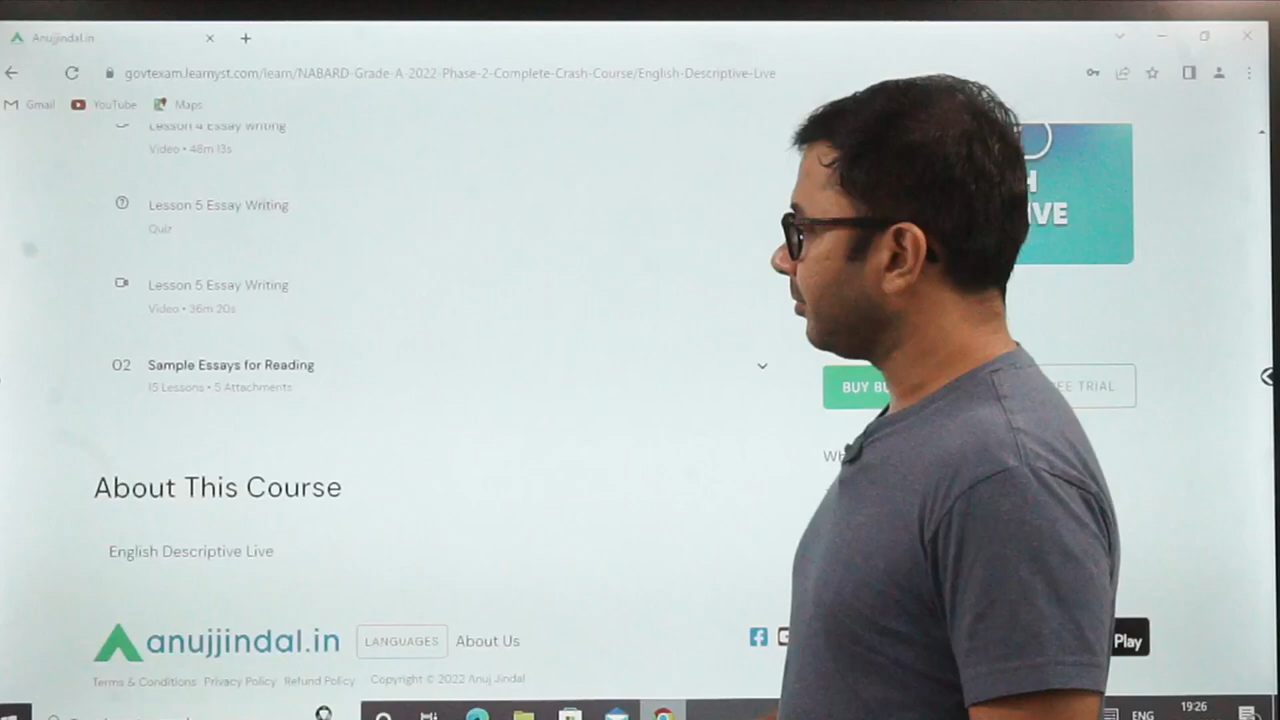 Anujjindal.in
govtexam.learnyst.com/learn/NABARD-Grade-A-2022-Phase-2-Complete-Crash-Course/English-Descriptive-Live
Gmail YouTube Maps
Lesson 4 Essay Writing
Video • 48m 13s
Lesson 5 Essay Writing
Quiz
Lesson 5 Essay Writing
Video • 36m 20s
02 Sample Essays for Reading
15 Lessons • 5 Attachments
BUY
TRIAL
About This Course
English Descriptive Live
anujjindal.in LANGUAGES About Us
Play
Terms & Conditions Privacy Policy Refund Policy Copyright © 2022 Anuj Jindal
19:26
ENG